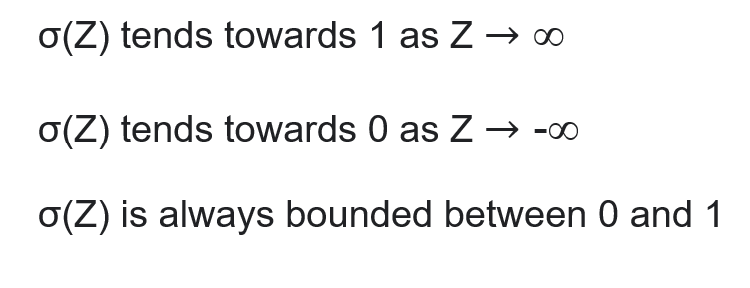 σ(Z) tends towards 1 as Z → ∞
σ(Z) tends towards 0 as Z → -∞
σ(Z) is always bounded between 0 and 1